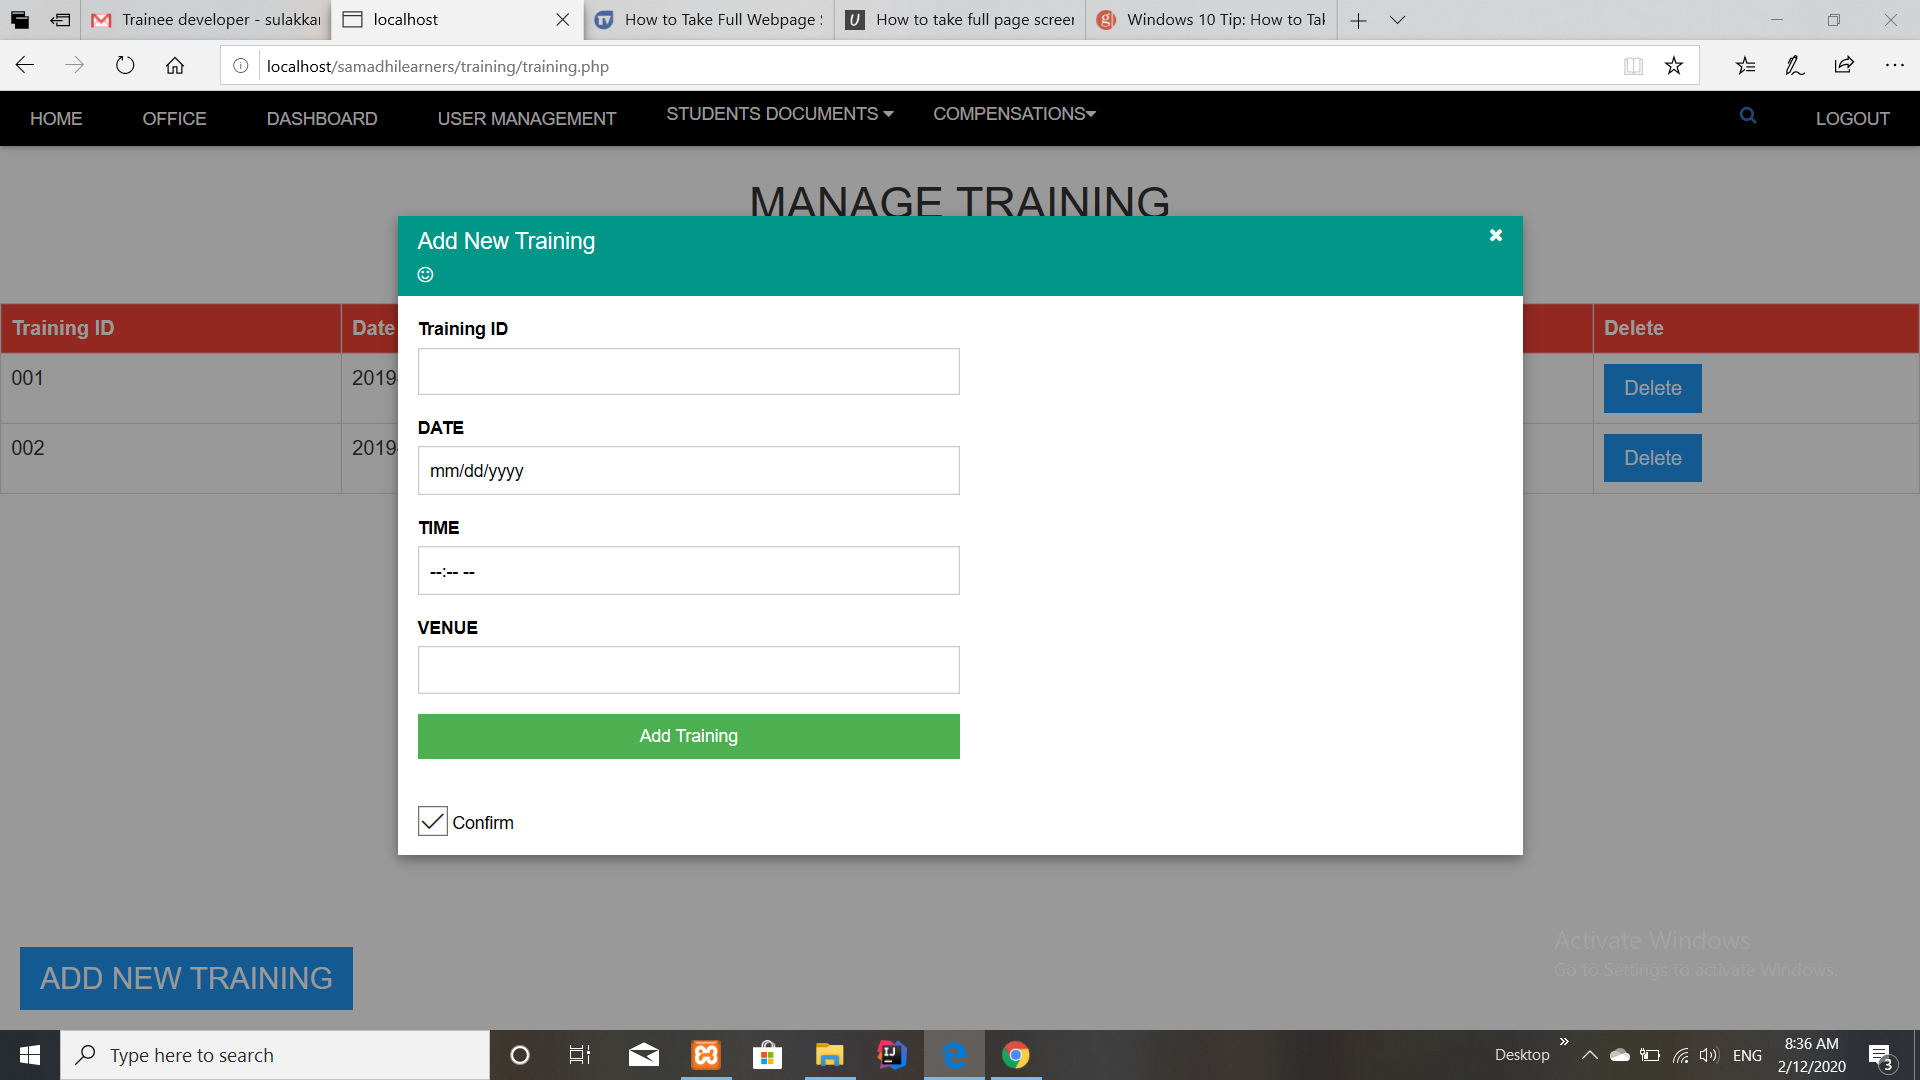 Trainee developer - sulakkar
localhost
How to Take Full Webpage
How to take full page screen
Windows 10 Tip: How to Tak
localhost/samadhilearners/training/training.php
HOME
OFFICE
DASHBOARD
USER MANAGEMENT
STUDENTS DOCUMENTS
COMPENSATIONS
LOGOUT
MANAGE TRAINING
Add New Training
Training ID
Date
Delete
001
2019-
Delete
002
2019-
Delete
Training ID
DATE
mm/dd/yyyy
TIME
--:-- --
VENUE
Add Training
Confirm
Activate Windows
Go to Settings to activate Windows.
ADD NEW TRAINING
Type here to search
Desktop
ENG
8:36 AM
2/12/2020
3